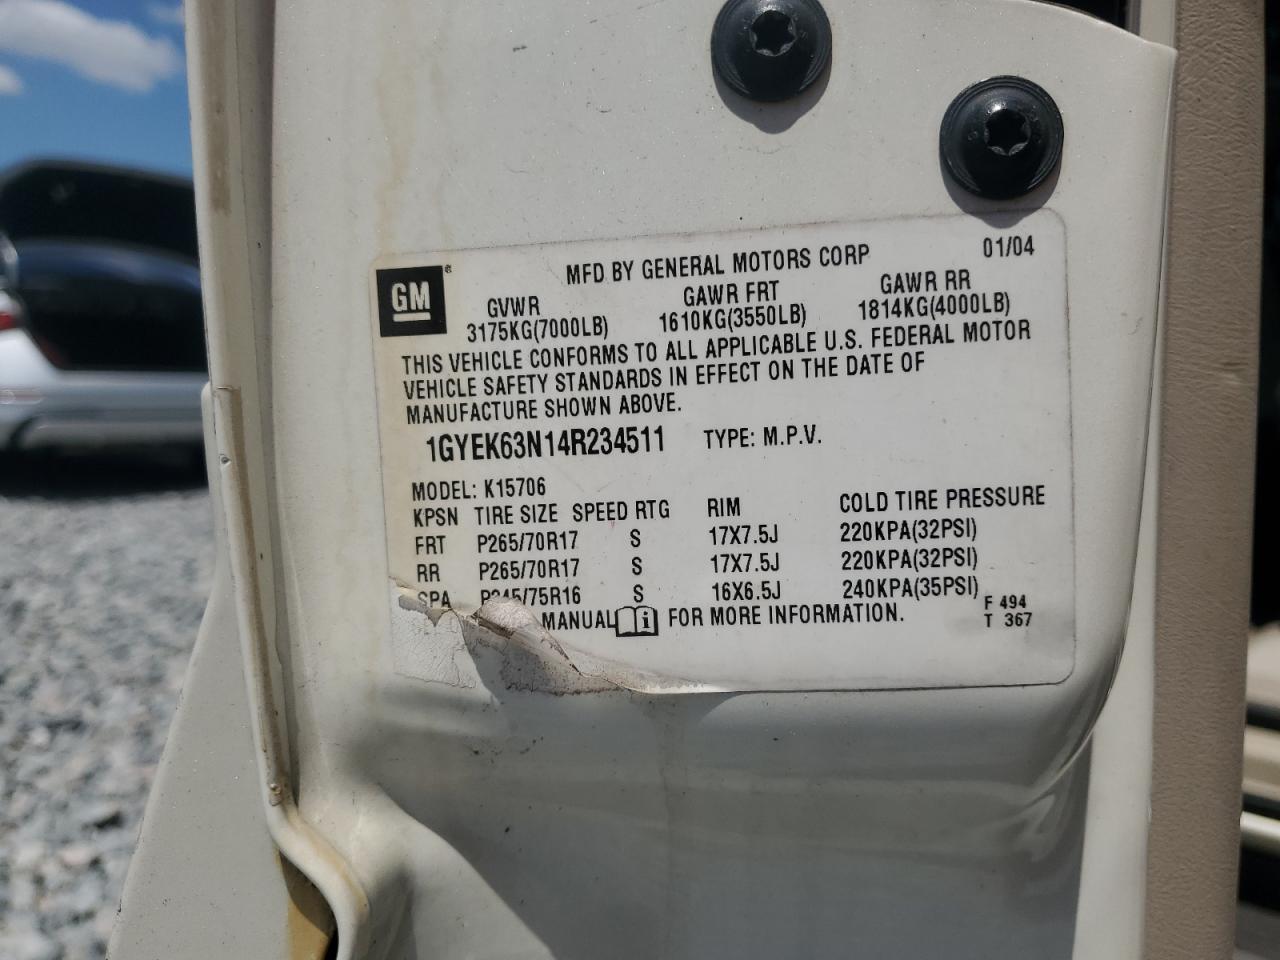 MFD BY GENERAL MOTORS CORP 01/04
GM®
GVWR GAWR FRT GAWR RR
3175KG(7000LB) 1610KG(3550LB) 1814KG(4000LB)
THIS VEHICLE CONFORMS TO ALL APPLICABLE U.S. FEDERAL MOTOR
VEHICLE SAFETY STANDARDS IN EFFECT ON THE DATE OF
MANUFACTURE SHOWN ABOVE.
1GYEK63N14R234511 TYPE: M.P.V.
MODEL: K15706
KPSN TIRE SIZE SPEED RTG RIM COLD TIRE PRESSURE
FRT P265/70R17 S 17X7.5J 220KPA(32PSI)
RR P265/70R17 S 17X7.5J 220KPA(32PSI)
SPA P245/75R16 S 16X6.5J 240KPA(35PSI)
MANUAL FOR MORE INFORMATION.
F 494
T 367